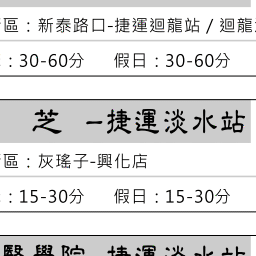 區：新泰路口-捷運迴龍站 / 迴龍
：30-60分 假日：30-60分
芝 –捷運淡水站
區：灰瑤子-興化店
：15-30分 假日：15-30分
醫學院 捷運淡水站